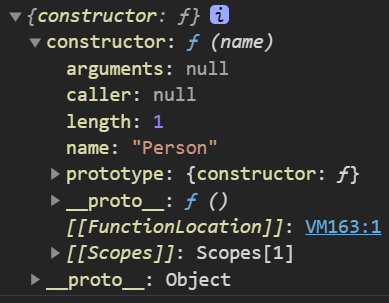 ▼{constructor: ƒ} i
▼constructor: ƒ (name)
arguments: null
caller: null
length: 1
name: "Person"
▶prototype: {constructor: ƒ}
▶__proto__: ƒ ()
[[FunctionLocation]]: VM163:1
▶[[Scopes]]: Scopes[1]
▶__proto__: Object